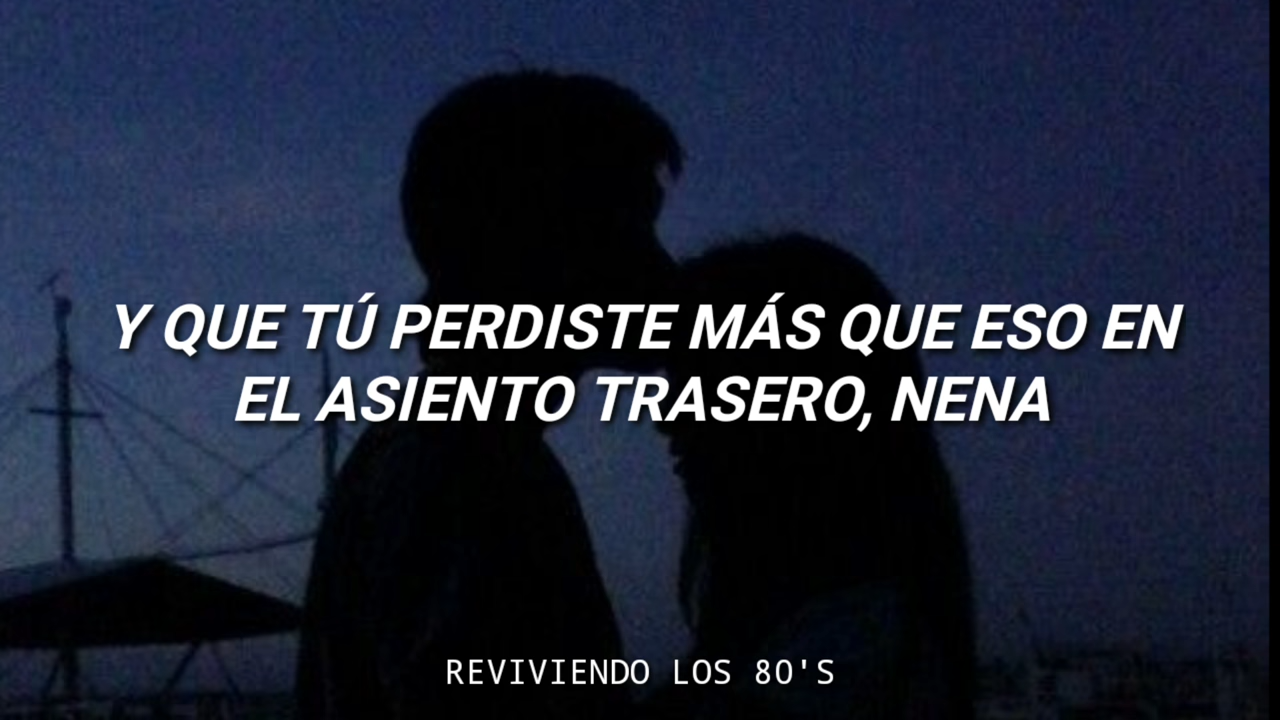 Y QUE TÚ PERDISTE MÁS QUE ESO EN
EL ASIENTO TRASERO, NENA
REVIVIENDO LOS 80'S